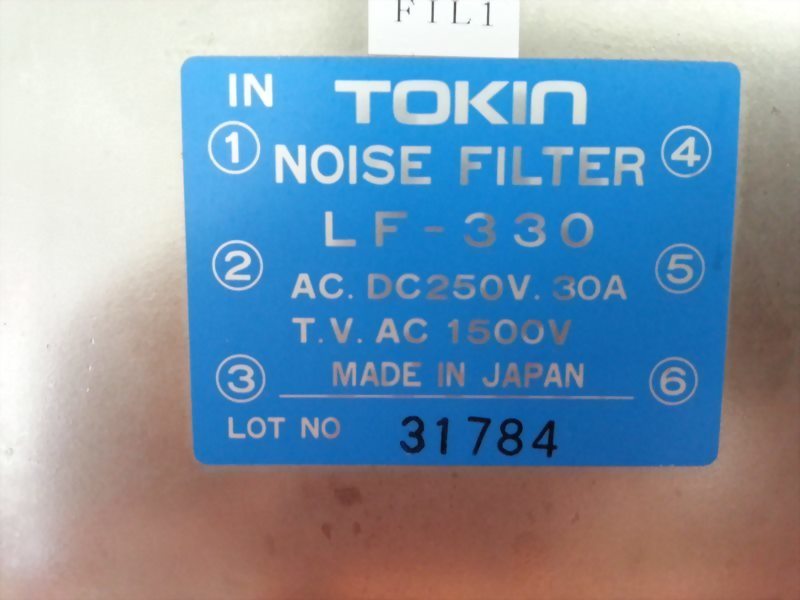 FIL1
IN TOKIN
① NOISE FILTER ④
LF-330
② AC. DC250V. 30A ⑤
T.V. AC 1500V
③ MADE IN JAPAN ⑥
LOT NO 31784